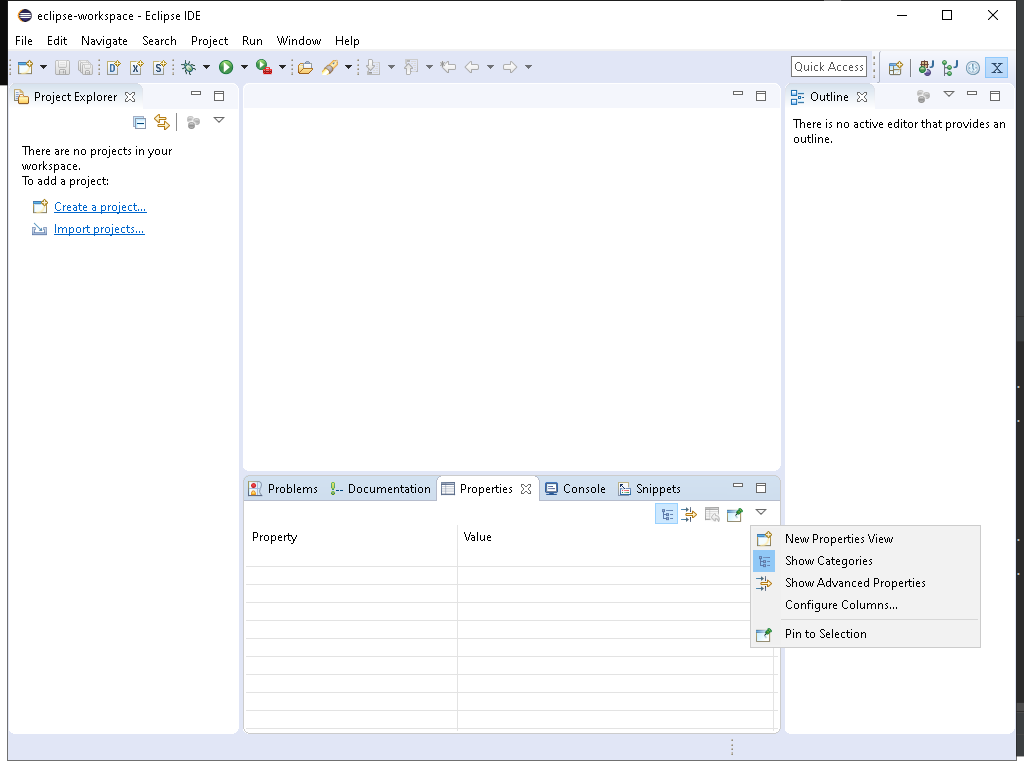 eclipse-workspace - Eclipse IDE
File Edit Navigate Search Project Run Window Help
Quick Access
Project Explorer
There are no projects in your
workspace.
To add a project:
Create a project...
Import projects...
Outline
There is no active editor that provides an
outline.
Problems Documentation Properties Console Snippets
Property Value
New Properties View
Show Categories
Show Advanced Properties
Configure Columns...
Pin to Selection